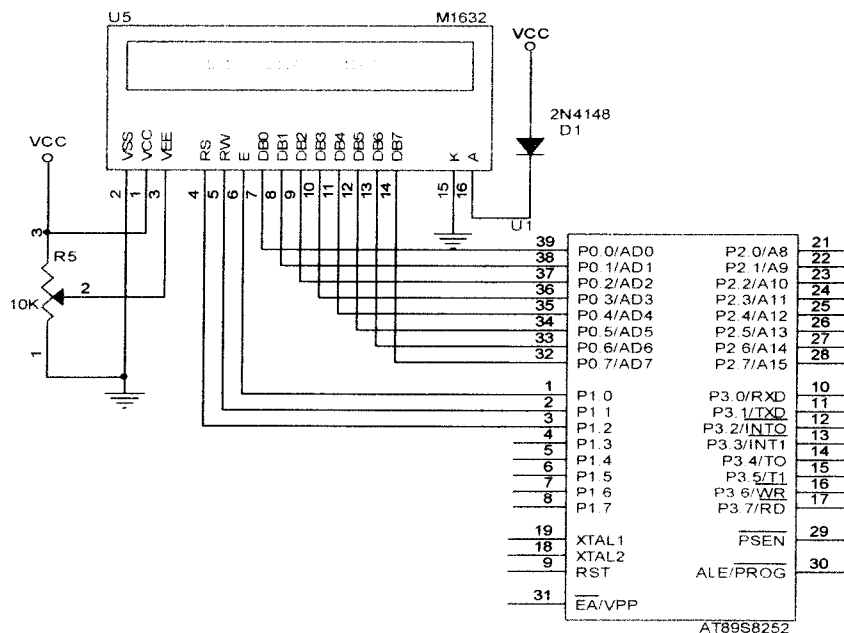 U5 M1632
VCC
VSS VCC VEE RS RW E DB0 DB1 DB2 DB3 DB4 DB5 DB6 DB7 K A
2 1 3 4 5 6 7 8 9 10 11 12 13 14 15 16
2N4148
D1
VCC
3
R5
10K
2
1
U1
39 P0.0/AD0 P2.0/A8 21
38 P0.1/AD1 P2.1/A9 22
37 P0.2/AD2 P2.2/A10 23
36 P0.3/AD3 P2.3/A11 24
35 P0.4/AD4 P2.4/A12 25
34 P0.5/AD5 P2.5/A13 26
33 P0.6/AD6 P2.6/A14 27
32 P0.7/AD7 P2.7/A15 28
1 P1.0 P3.0/RXD 10
2 P1.1 P3.1/TXD 11
3 P1.2 P3.2/INTO 12
4 P1.3 P3.3/INT1 13
5 P1.4 P3.4/TO 14
6 P1.5 P3.5/T1 15
7 P1.6 P3.6/WR 16
8 P1.7 P3.7/RD 17
19 XTAL1 PSEN 29
18 XTAL2
9 RST ALE/PROG 30
31 EA/VPP
AT89S8252